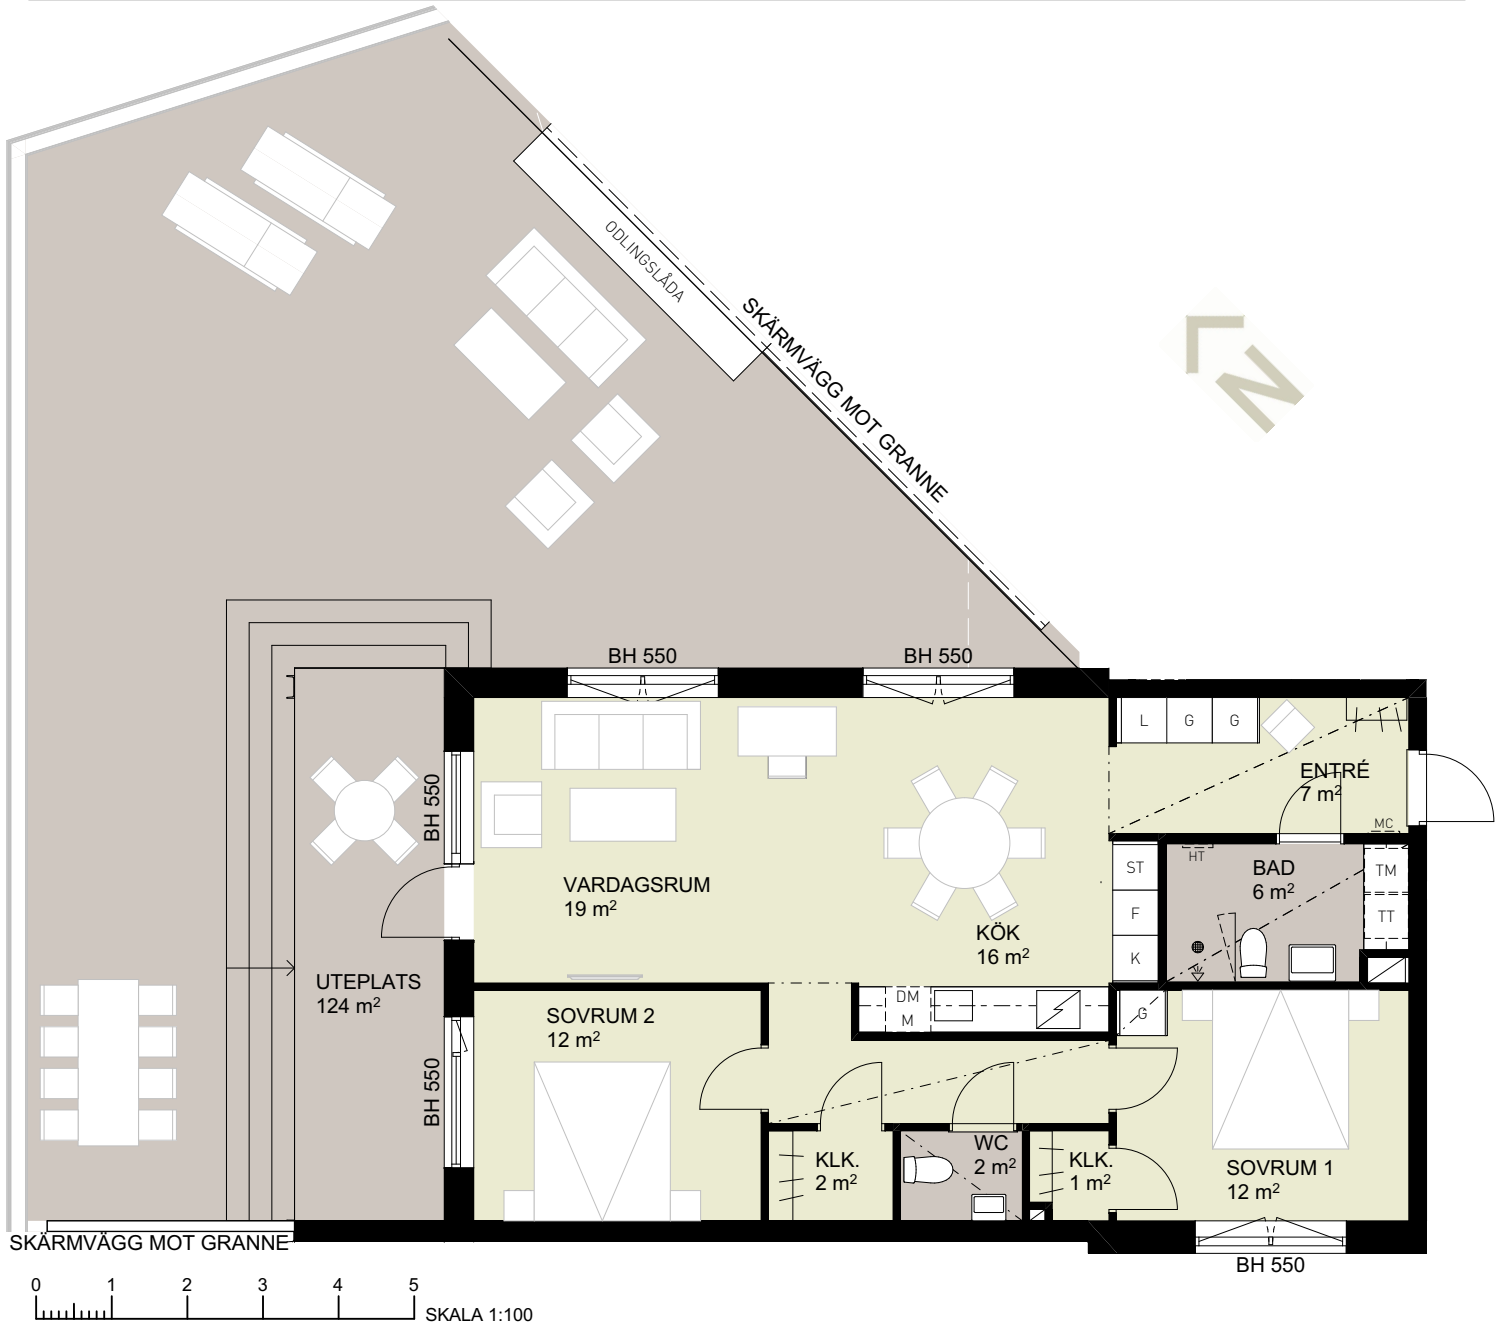 ODLINGSLÅDA
SKÄRMVÄGG MOT GRANNE
N
BH 550
BH 550
L
G
G
ENTRÉ
7 m²
MC
BH 550
HT
BAD
6 m²
TM
TT
ST
F
K
VARDAGSRUM
19 m²
KÖK
16 m²
UTEPLATS
124 m²
DM
M
G
SOVRUM 2
12 m²
BH 550
KLK.
2 m²
WC
2 m²
KLK.
1 m²
SOVRUM 1
12 m²
SKÄRMVÄGG MOT GRANNE
BH 550
0 1 2 3 4 5
SKALA 1:100